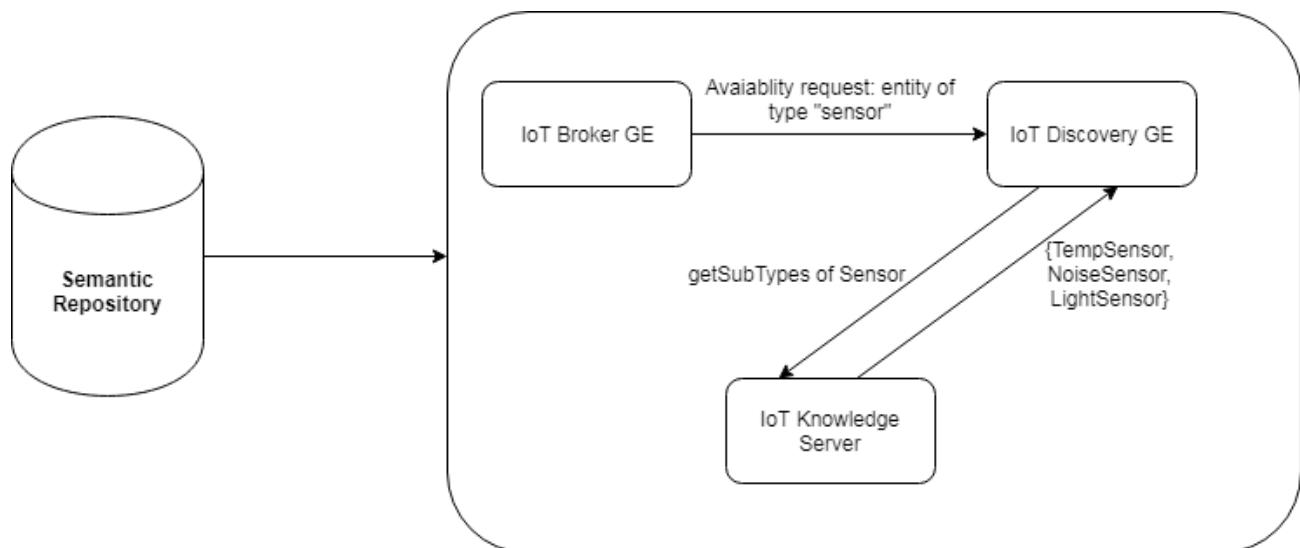 Avaiablity request: entity of
type "sensor"
IoT Broker GE
IoT Discovery GE
Semantic
Repository
getSubTypes of Sensor
{TempSensor,
NoiseSensor,
LightSensor}
IoT Knowledge
Server